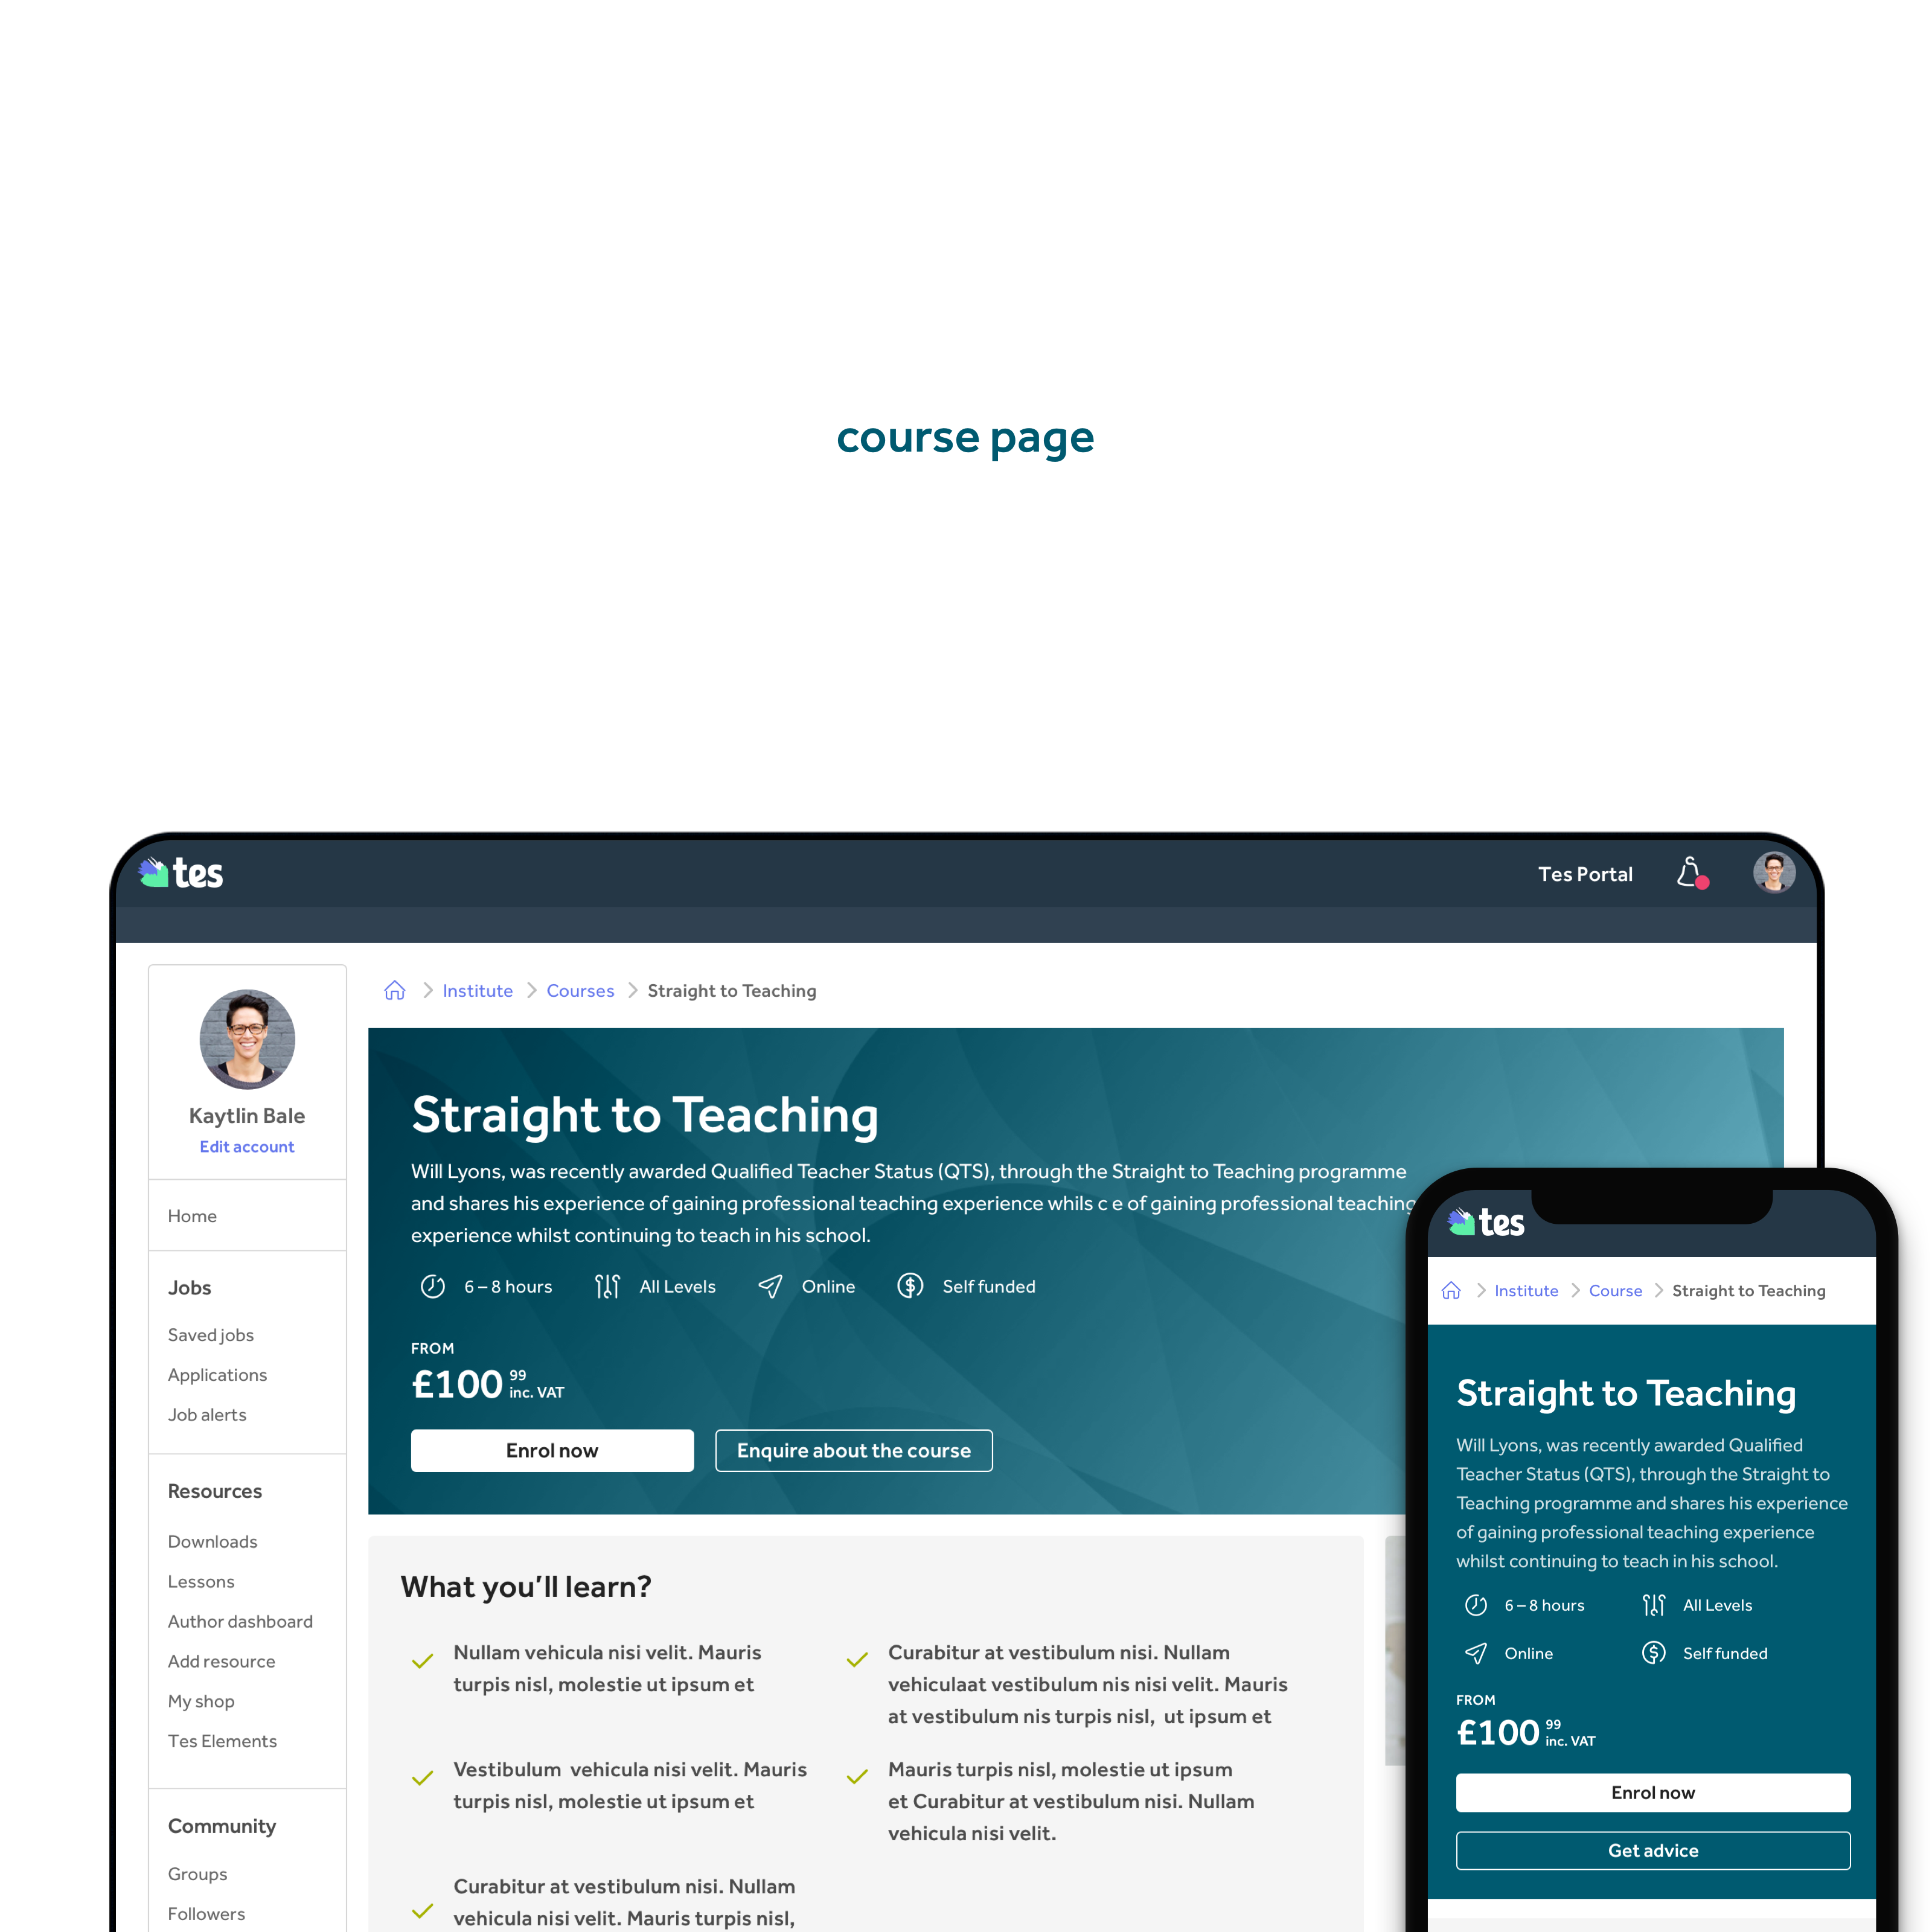 course page
tes
Tes Portal
Institute
Courses
Straight to Teaching
Kaytlin Bale
Edit account
Home
Jobs
Saved jobs
Applications
Job alerts
Resources
Downloads
Lessons
Author dashboard
Add resource
My shop
Tes Elements
Community
Groups
Followers
Straight to Teaching
Will Lyons, was recently awarded Qualified Teacher Status (QTS), through the Straight to Teaching programme
and shares his experience of gaining professional teaching experience whils c e of gaining professional teaching
experience whilst continuing to teach in his school.
6 – 8 hours
All Levels
Online
Self funded
FROM
£100 99
inc. VAT
Enrol now
Enquire about the course
What you’ll learn?
Nullam vehicula nisi velit. Mauris
turpis nisl, molestie ut ipsum et
Vestibulum  vehicula nisi velit. Mauris
turpis nisl, molestie ut ipsum et
Curabitur at vestibulum nisi. Nullam
vehicula nisi velit. Mauris turpis nisl,
Curabitur at vestibulum nisi. Nullam
vehiculaat vestibulum nis nisi velit. Mauris
at vestibulum nis turpis nisl,  ut ipsum et
Mauris turpis nisl, molestie ut ipsum
et Curabitur at vestibulum nisi. Nullam
vehicula nisi velit.
tes
Institute
Course
Straight to Teaching
Straight to Teaching
Will Lyons, was recently awarded Qualified
Teacher Status (QTS), through the Straight to
Teaching programme and shares his experience
of gaining professional teaching experience
whilst continuing to teach in his school.
6 – 8 hours
All Levels
Online
Self funded
FROM
£100 99
inc. VAT
Enrol now
Get advice